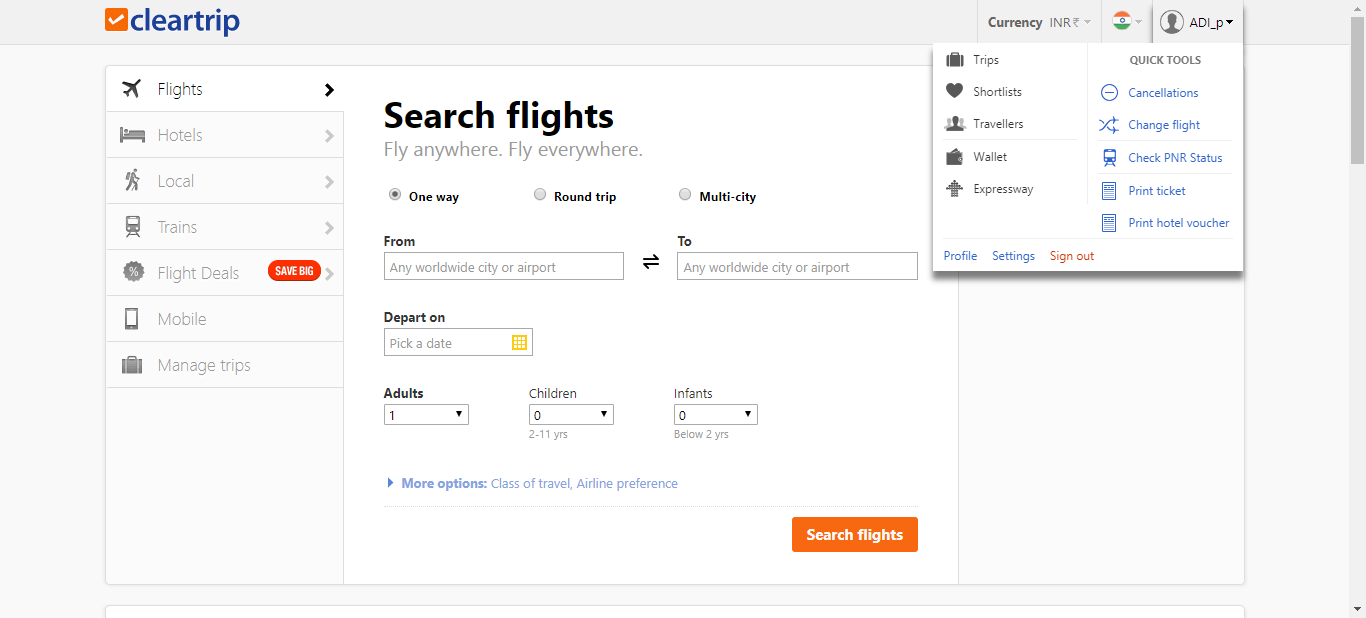 cleartrip
Currency INR₹
ADI_p
Trips
Shortlists
Travellers
Wallet
Expressway
QUICK TOOLS
Cancellations
Change flight
Check PNR Status
Print ticket
Print hotel voucher
Profile Settings Sign out
Flights
Hotels
Local
Trains
% Flight Deals SAVE BIG
Mobile
Manage trips
Search flights
Fly anywhere. Fly everywhere.
One way Round trip Multi-city
From To
Any worldwide city or airport Any worldwide city or airport
Depart on
Pick a date
Adults Children Infants
1 0 0
2-11 yrs Below 2 yrs
More options: Class of travel, Airline preference
Search flights